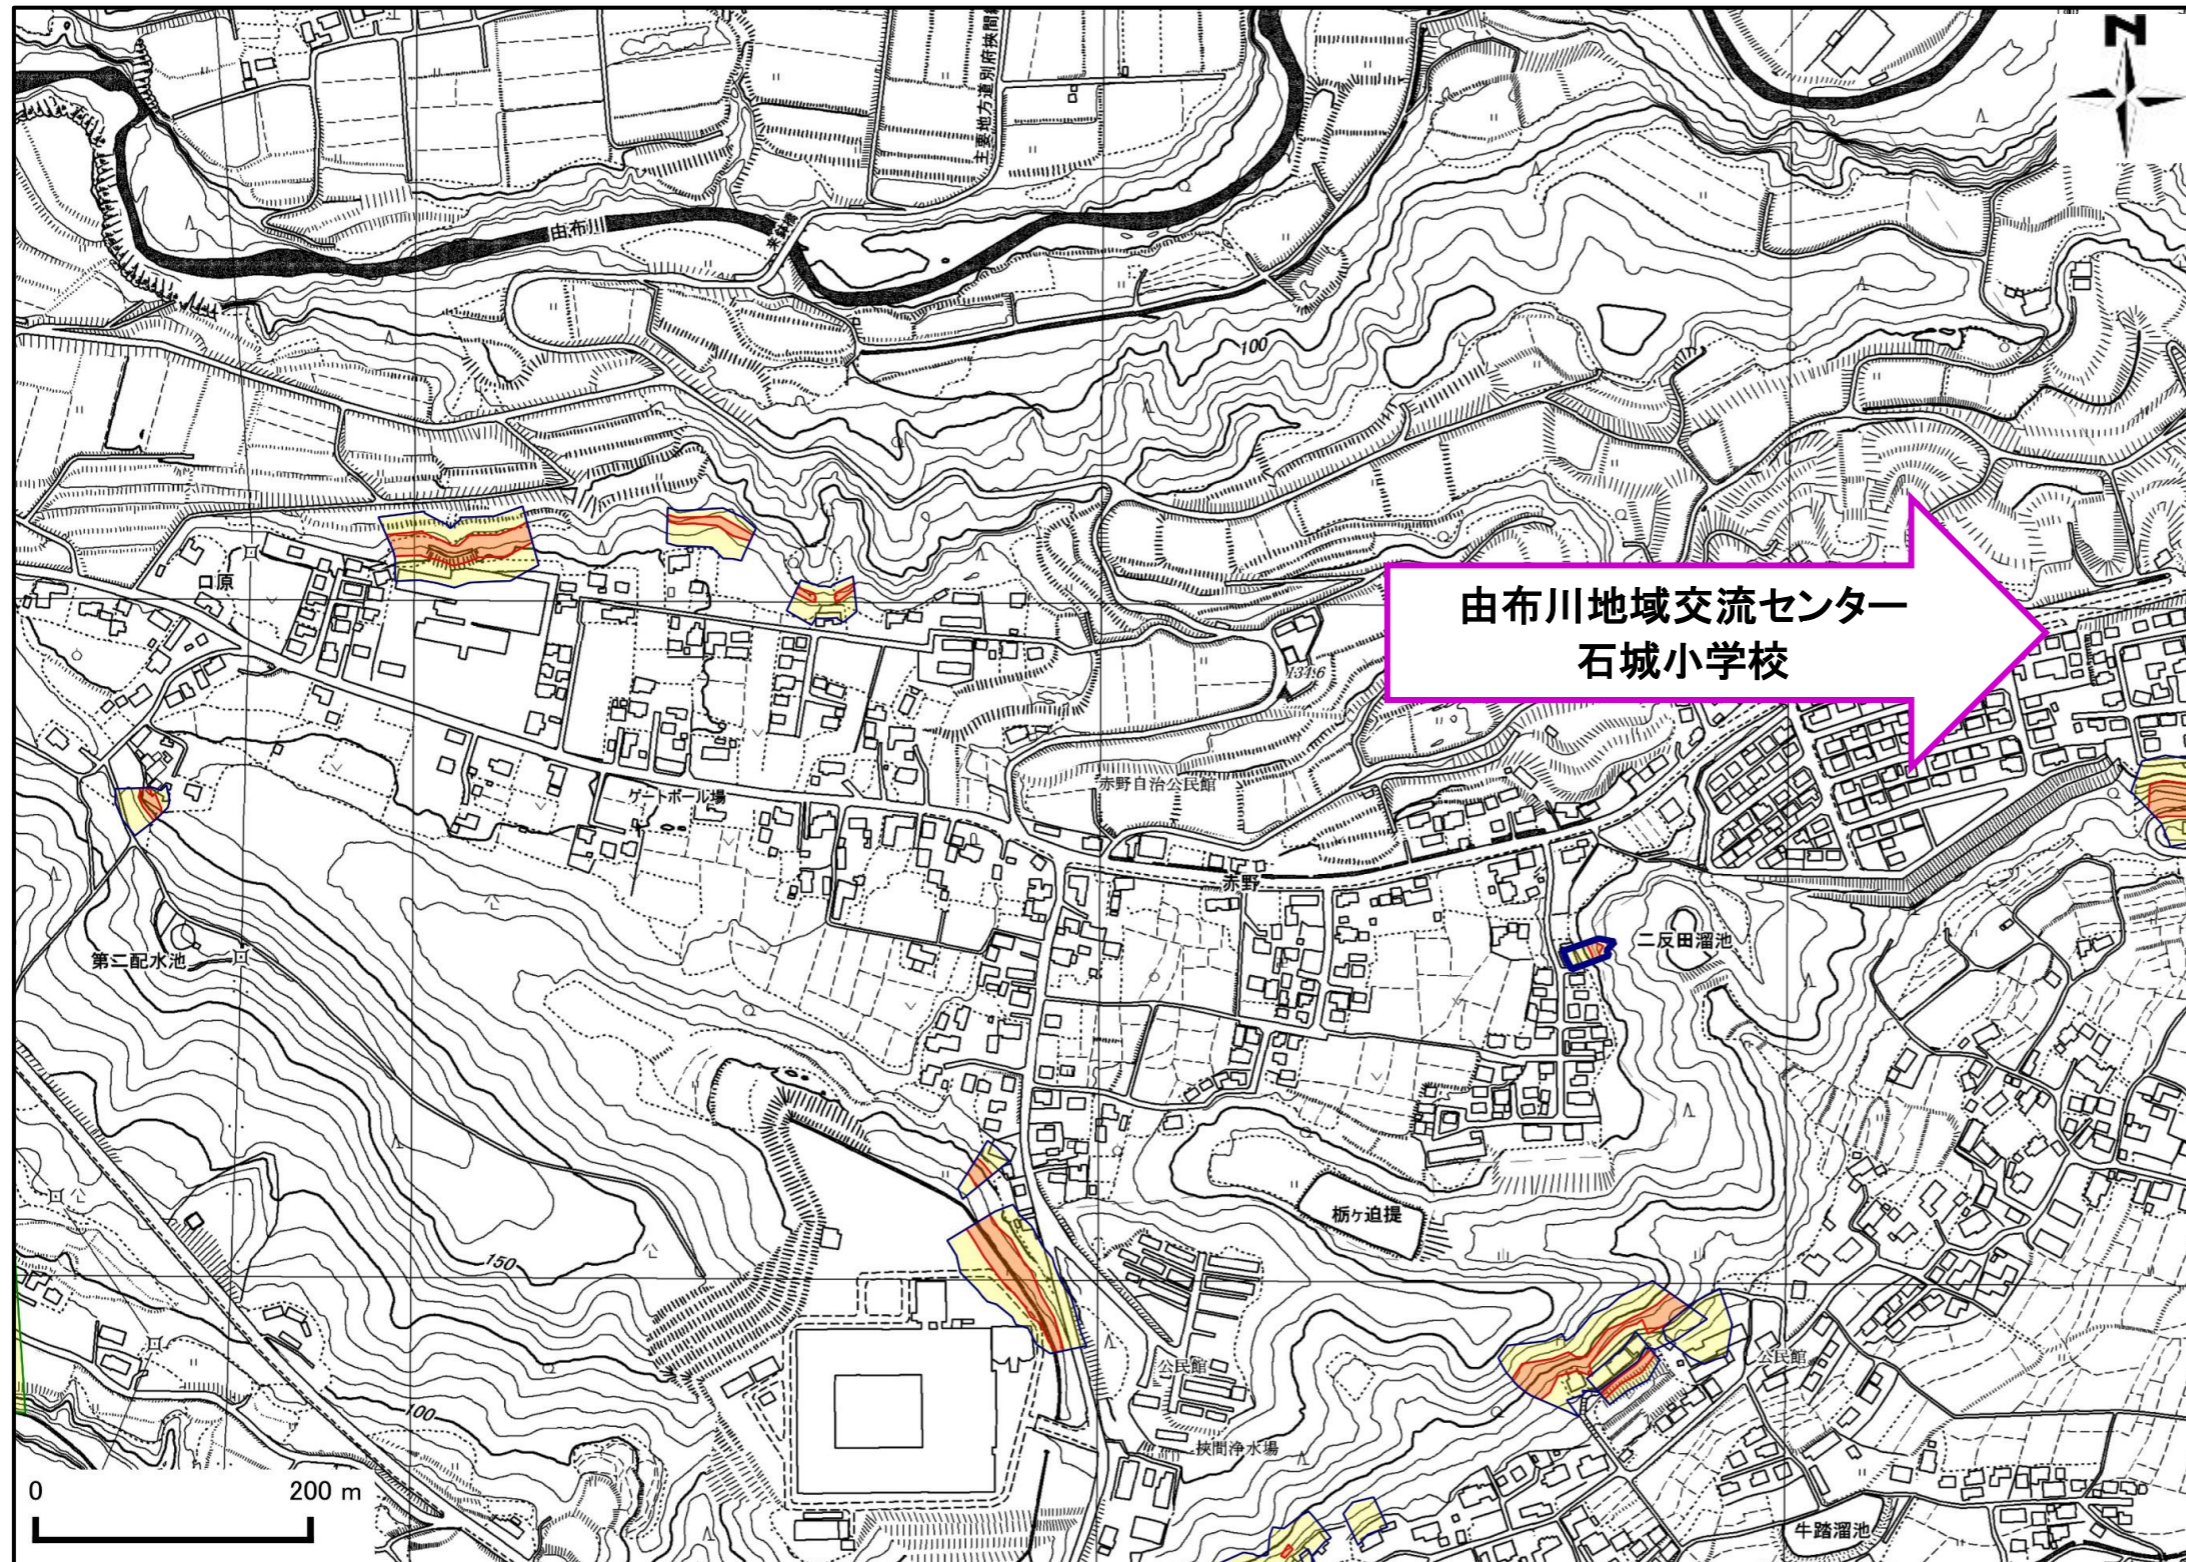 N
主要地方道別府挾間線
由布川
来鉢橋
100
口原
由布川地域交流センター
石城小学校
134.6
赤野自治公民館
ゲートボール場
赤野
二反田溜池
第二配水池
栃ヶ迫提
150
公民館
公民館
100
挾間浄水場
0
200 m
牛踏溜池